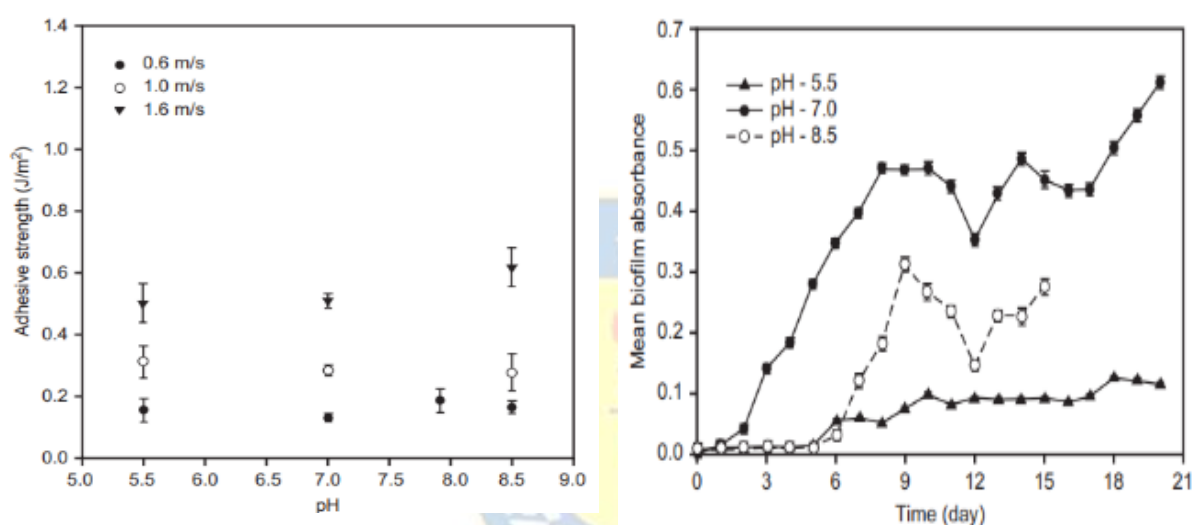 1.4
1.2
1.0
0.8
0.6
0.4
0.2
0.0
Adhesive strength (J/m²)
0.6 m/s
1.0 m/s
1.6 m/s
5.0 5.5 6.0 6.5 7.0 7.5 8.0 8.5 9.0
pH
0.7
0.6
0.5
0.4
0.3
0.2
0.1
0.0
Mean biofilm absorbance
pH - 5.5
pH - 7.0
pH - 8.5
0 3 6 9 12 15 18 21
Time (day)